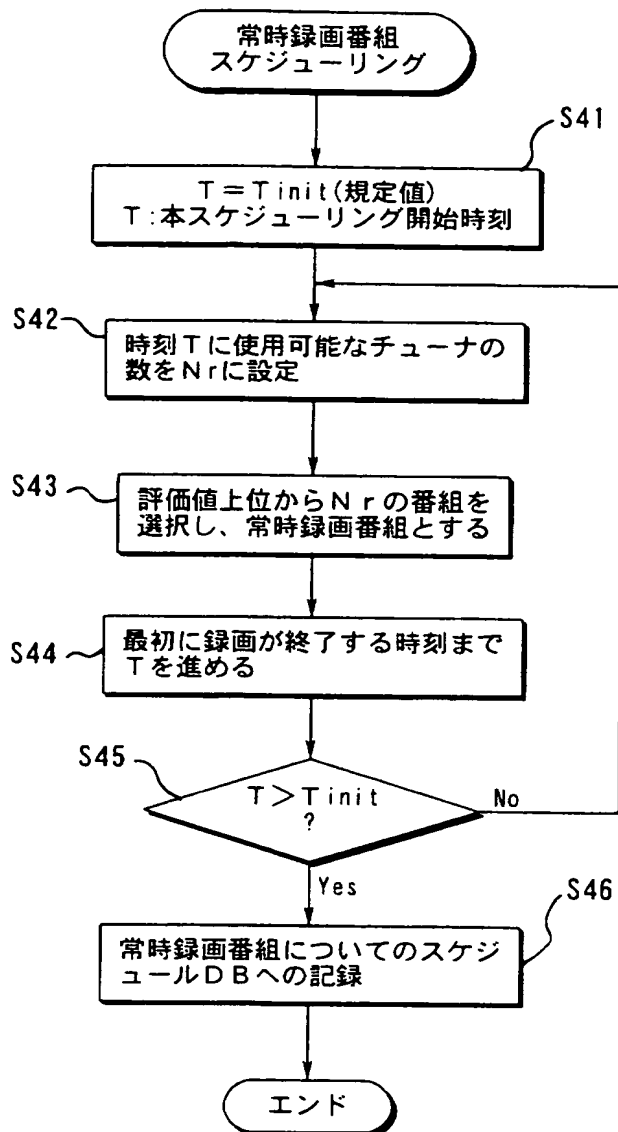 常時録画番組
スケジューリング
S41
T=Tinit(規定値)
T:本スケジューリング開始時刻
S42
時刻Tに使用可能なチューナの
数をNrに設定
S43
評価値上位からNrの番組を
選択し、常時録画番組とする
S44
最初に録画が終了する時刻まで
Tを進める
S45
T>Tinit
?
No
Yes
S46
常時録画番組についてのスケジ
ュールDBへの記録
エンド